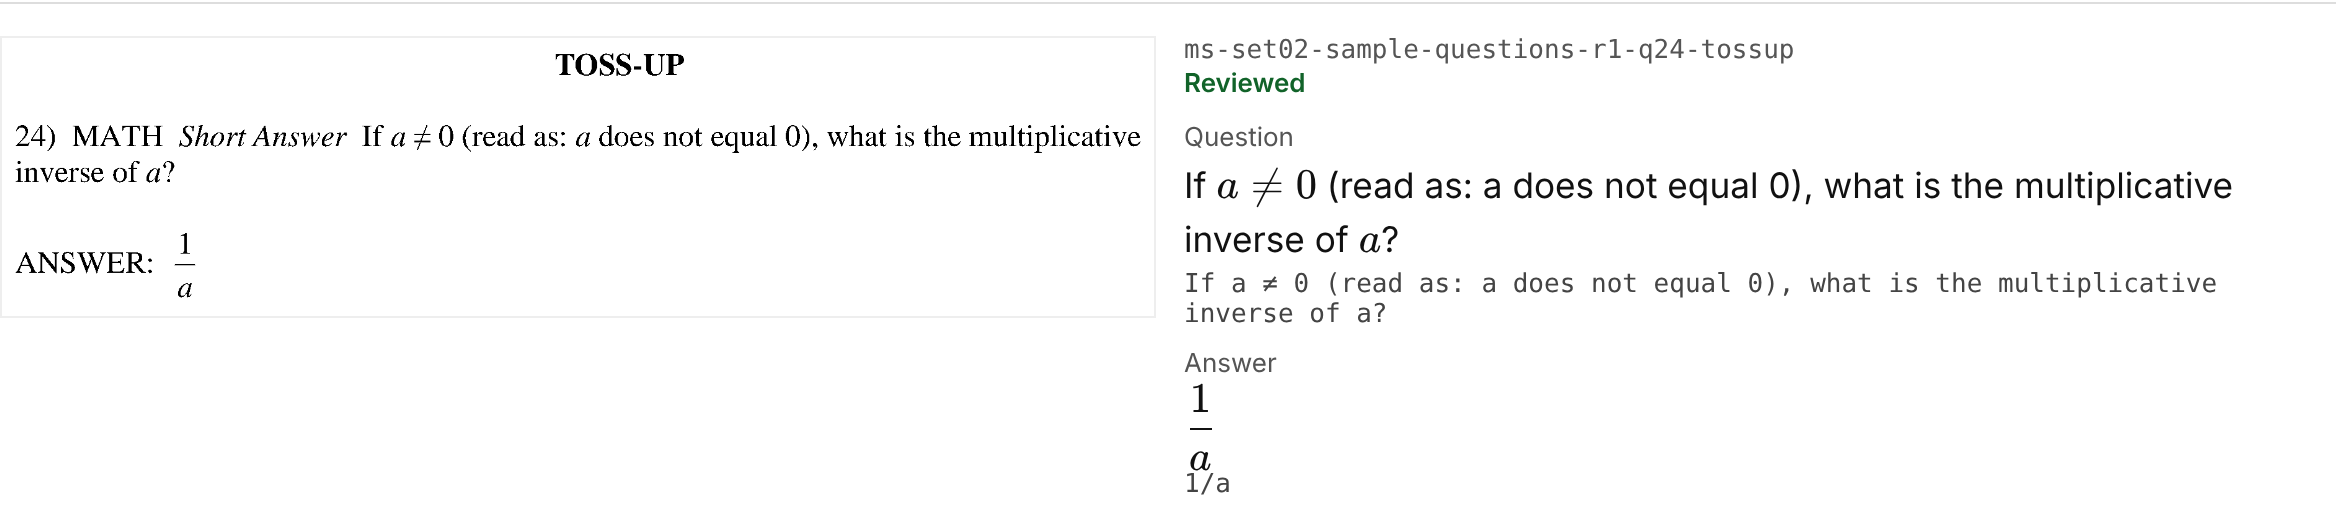 TOSS-UP
24) MATH Short Answer If a ≠ 0 (read as: a does not equal 0), what is the multiplicative
inverse of a?
ANSWER: 1/a
ms-set02-sample-questions-r1-q24-tossup
Reviewed
Question
If a ≠ 0 (read as: a does not equal 0), what is the multiplicative
inverse of a?
If a ≠ 0 (read as: a does not equal 0), what is the multiplicative
inverse of a?
Answer
1
a
1/a